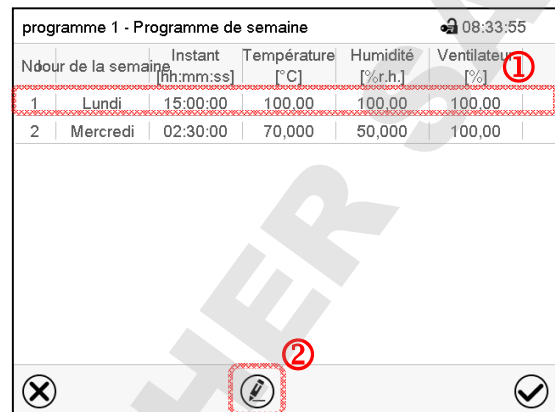 programme 1 - Programme de semaine 08:33:55
No Jour de la semaine Instant [hh:mm:ss] Température [°C] Humidité [%r.h.] Ventilateur [%] ①
1 Lundi 15:00:00 100,00 100,00 100,00
2 Mercredi 02:30:00 70,000 50,000 100,00
②